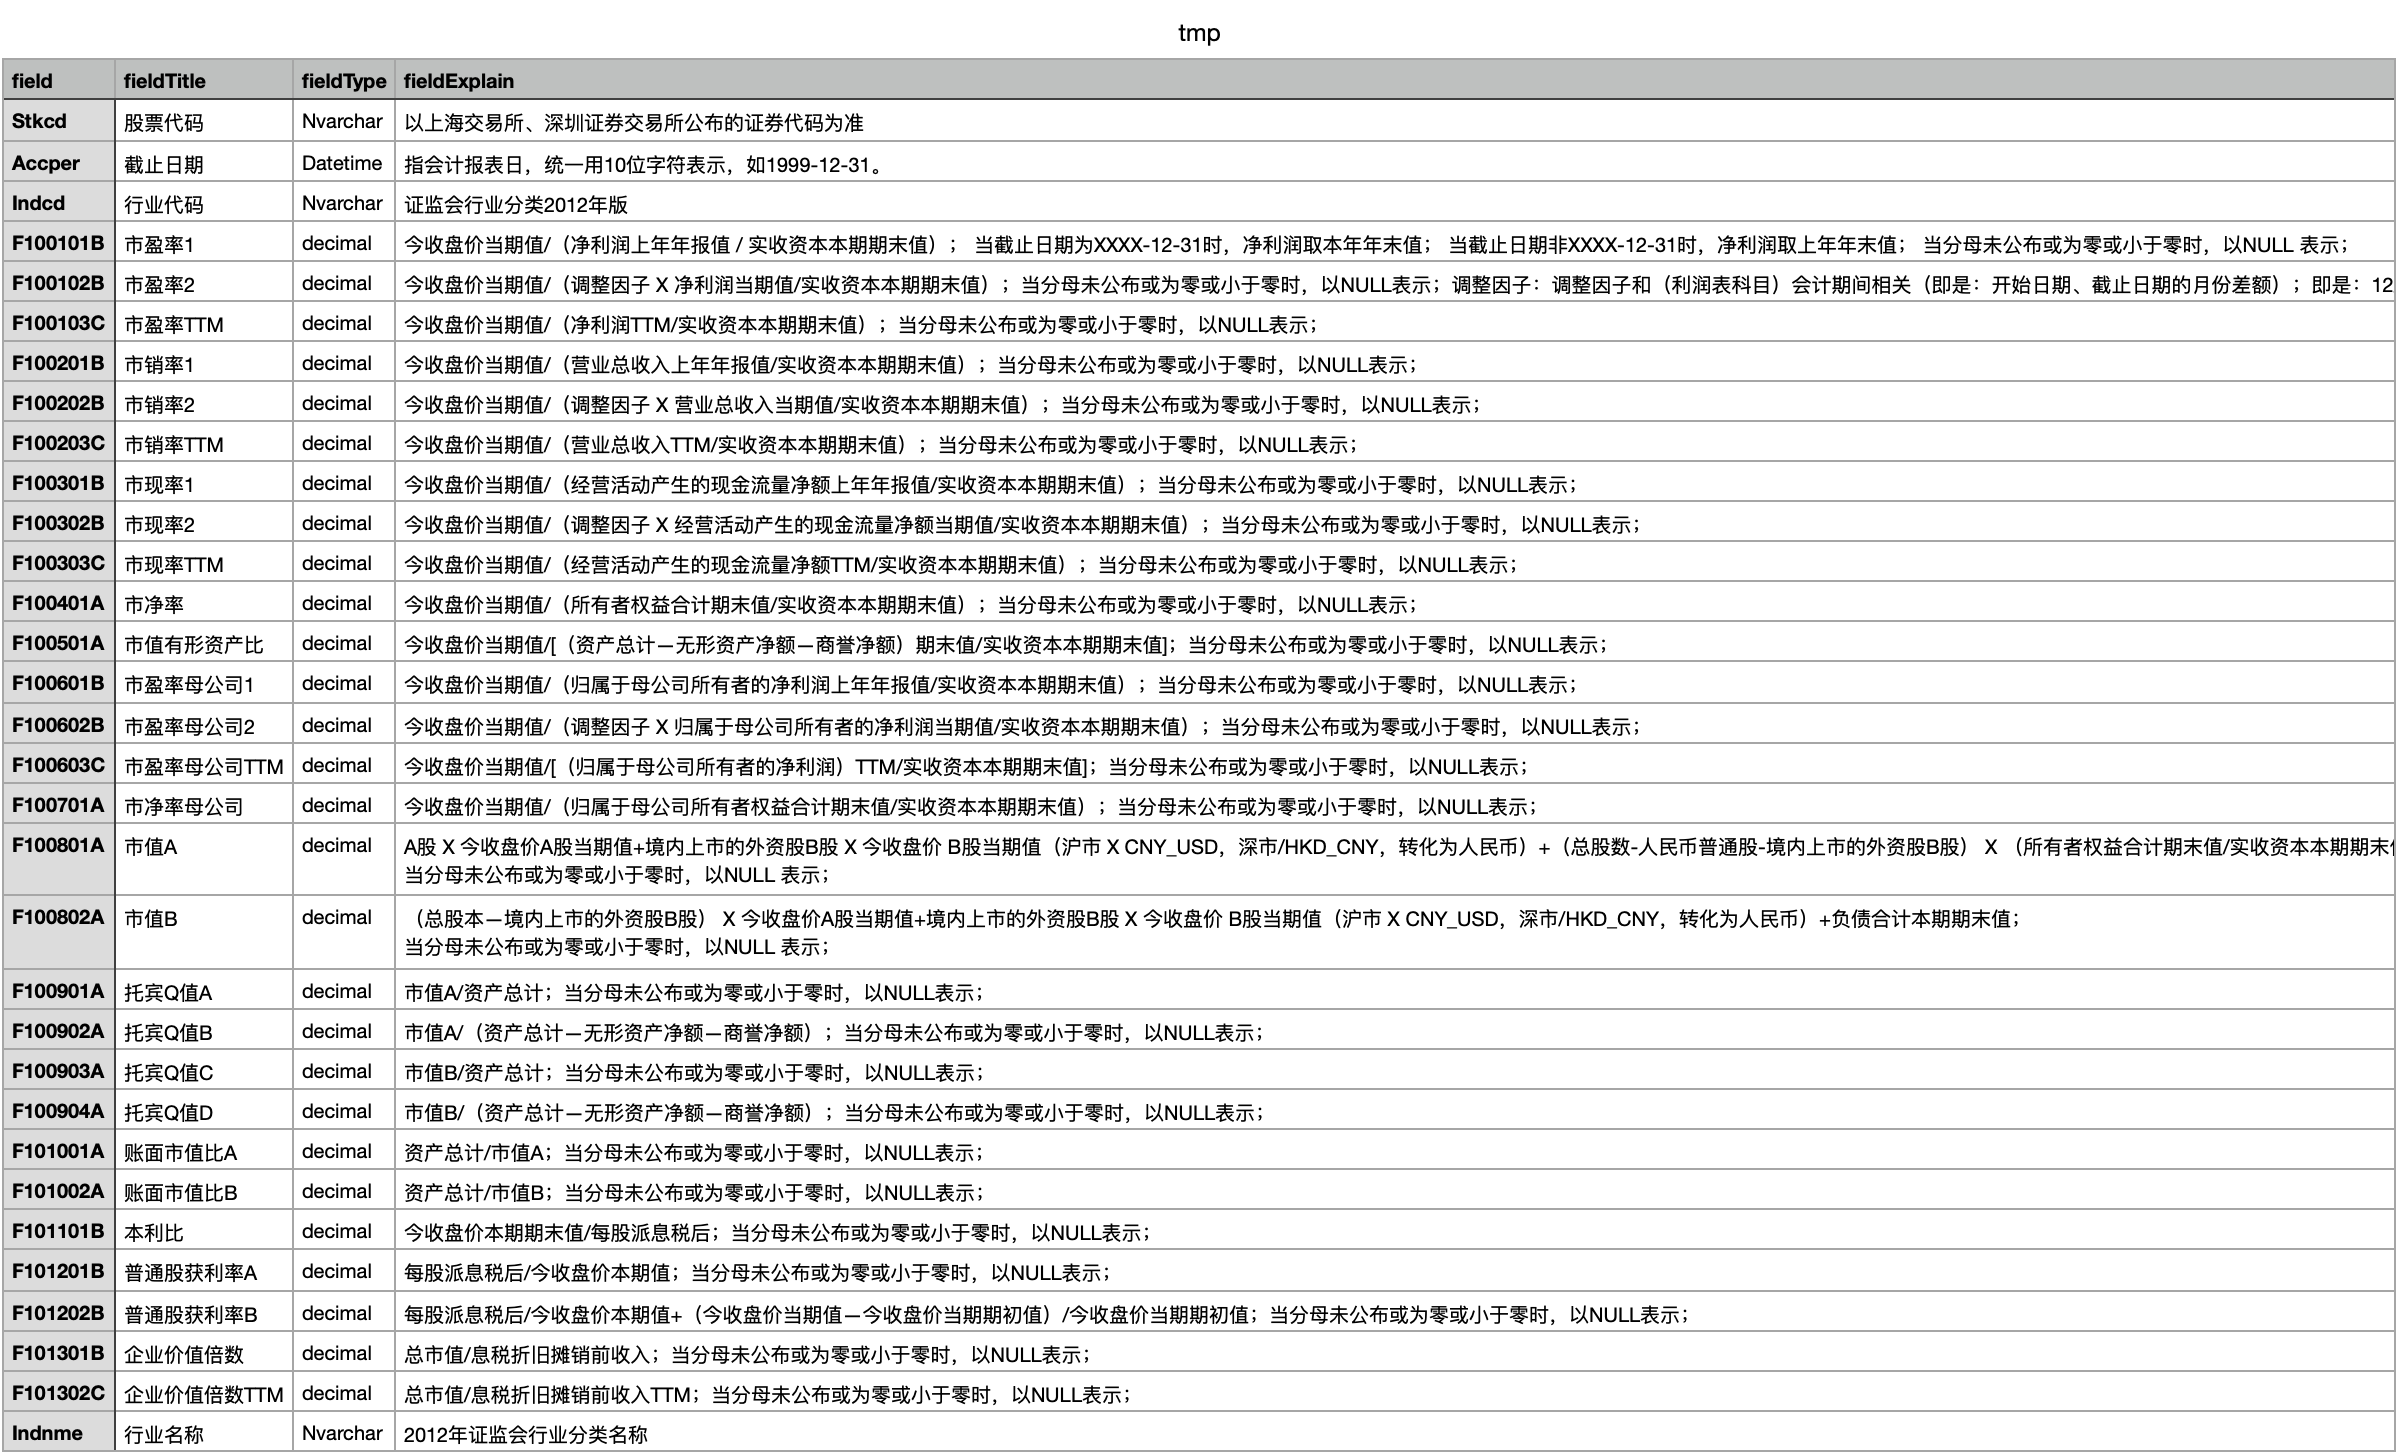 tmp
field fieldTitle fieldType fieldExplain
Stkcd 股票代码 Nvarchar 以上海交易所、深圳证券交易所公布的证券代码为准
Accper 截止日期 Datetime 指会计报表日，统一用10位字符表示，如1999-12-31。
Indcd 行业代码 Nvarchar 证监会行业分类2012年版
F100101B 市盈率1 decimal 今收盘价当期值/（净利润上年年报值 / 实收资本本期期末值）； 当截止日期为XXXX-12-31时，净利润取本年年末值； 当截止日期非XXXX-12-31时，净利润取上年年末值； 当分母未公布或为零或小于零时，以NULL 表示；
F100102B 市盈率2 decimal 今收盘价当期值/（调整因子 X 净利润当期值/实收资本本期期末值）；当分母未公布或为零或小于零时，以NULL表示；调整因子：调整因子和（利润表科目）会计期间相关（即是：开始日期、截止日期的月份差额）；即是：12
F100103C 市盈率TTM decimal 今收盘价当期值/（净利润TTM/实收资本本期期末值）；当分母未公布或为零或小于零时，以NULL表示；
F100201B 市销率1 decimal 今收盘价当期值/（营业总收入上年年报值/实收资本本期期末值）；当分母未公布或为零或小于零时，以NULL表示；
F100202B 市销率2 decimal 今收盘价当期值/（调整因子 X 营业总收入当期值/实收资本本期期末值）；当分母未公布或为零或小于零时，以NULL表示；
F100203C 市销率TTM decimal 今收盘价当期值/（营业总收入TTM/实收资本本期期末值）；当分母未公布或为零或小于零时，以NULL表示；
F100301B 市现率1 decimal 今收盘价当期值/（经营活动产生的现金流量净额上年年报值/实收资本本期期末值）；当分母未公布或为零或小于零时，以NULL表示；
F100302B 市现率2 decimal 今收盘价当期值/（调整因子 X 经营活动产生的现金流量净额当期值/实收资本本期期末值）；当分母未公布或为零或小于零时，以NULL表示；
F100303C 市现率TTM decimal 今收盘价当期值/（经营活动产生的现金流量净额TTM/实收资本本期期末值）；当分母未公布或为零或小于零时，以NULL表示；
F100401A 市净率 decimal 今收盘价当期值/（所有者权益合计期末值/实收资本本期期末值）；当分母未公布或为零或小于零时，以NULL表示；
F100501A 市值有形资产比 decimal 今收盘价当期值/[（资产总计－无形资产净额－商誉净额）期末值/实收资本本期期末值]；当分母未公布或为零或小于零时，以NULL表示；
F100601B 市盈率母公司1 decimal 今收盘价当期值/（归属于母公司所有者的净利润上年年报值/实收资本本期期末值）；当分母未公布或为零或小于零时，以NULL表示；
F100602B 市盈率母公司2 decimal 今收盘价当期值/（调整因子 X 归属于母公司所有者的净利润当期值/实收资本本期期末值）；当分母未公布或为零或小于零时，以NULL表示；
F100603C 市盈率母公司TTM decimal 今收盘价当期值/[（归属于母公司所有者的净利润）TTM/实收资本本期期末值]；当分母未公布或为零或小于零时，以NULL表示；
F100701A 市净率母公司 decimal 今收盘价当期值/（归属于母公司所有者权益合计期末值/实收资本本期期末值）；当分母未公布或为零或小于零时，以NULL表示；
F100801A 市值A decimal A股 X 今收盘价A股当期值+境内上市的外资股B股 X 今收盘价 B股当期值（沪市 X CNY_USD，深市/HKD_CNY，转化为人民币）+（总股数-人民币普通股-境内上市的外资股B股） X （所有者权益合计期末值/实收资本本期期末
当分母未公布或为零或小于零时，以NULL 表示；
F100802A 市值B decimal （总股本－境内上市的外资股B股） X 今收盘价A股当期值+境内上市的外资股B股 X 今收盘价 B股当期值（沪市 X CNY_USD，深市/HKD_CNY，转化为人民币）+负债合计本期期末值；
当分母未公布或为零或小于零时，以NULL 表示；
F100901A 托宾Q值A decimal 市值A/资产总计；当分母未公布或为零或小于零时，以NULL表示；
F100902A 托宾Q值B decimal 市值A/（资产总计－无形资产净额－商誉净额）；当分母未公布或为零或小于零时，以NULL表示；
F100903A 托宾Q值C decimal 市值B/资产总计；当分母未公布或为零或小于零时，以NULL表示；
F100904A 托宾Q值D decimal 市值B/（资产总计－无形资产净额－商誉净额）；当分母未公布或为零或小于零时，以NULL表示；
F101001A 账面市值比A decimal 资产总计/市值A；当分母未公布或为零或小于零时，以NULL表示；
F101002A 账面市值比B decimal 资产总计/市值B；当分母未公布或为零或小于零时，以NULL表示；
F101101B 本利比 decimal 今收盘价本期期末值/每股派息税后；当分母未公布或为零或小于零时，以NULL表示；
F101201B 普通股获利率A decimal 每股派息税后/今收盘价本期值；当分母未公布或为零或小于零时，以NULL表示；
F101202B 普通股获利率B decimal 每股派息税后/今收盘价本期值+（今收盘价当期值－今收盘价当期期初值）/今收盘价当期期初值；当分母未公布或为零或小于零时，以NULL表示；
F101301B 企业价值倍数 decimal 总市值/息税折旧摊销前收入；当分母未公布或为零或小于零时，以NULL表示；
F101302C 企业价值倍数TTM decimal 总市值/息税折旧摊销前收入TTM；当分母未公布或为零或小于零时，以NULL表示；
Indnme 行业名称 Nvarchar 2012年证监会行业分类名称